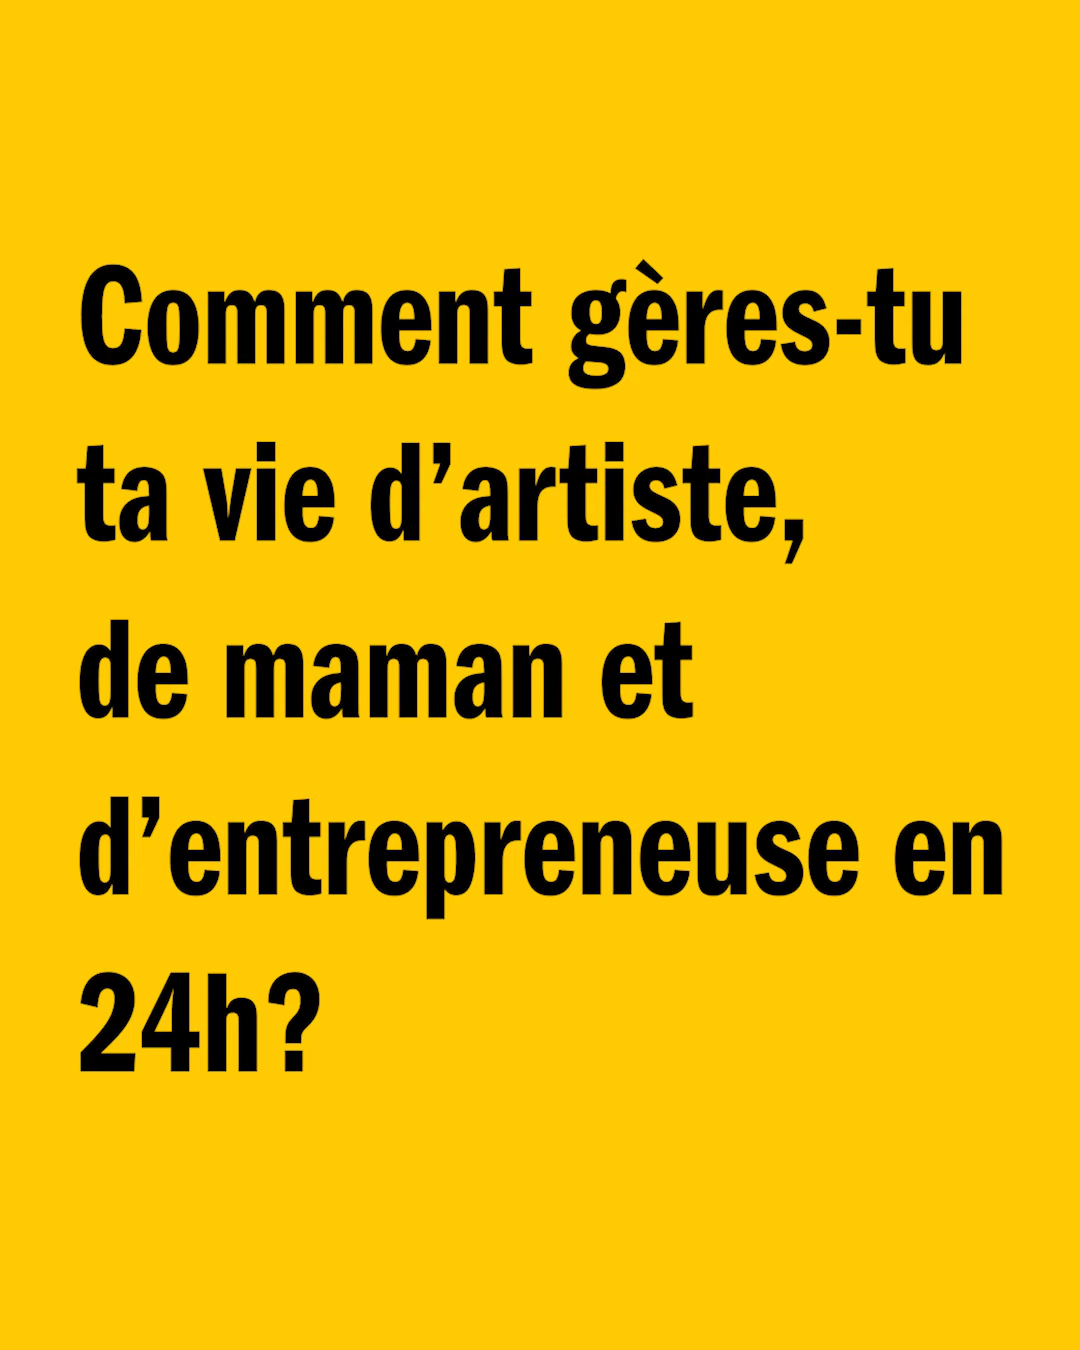 Comment gères-tu
ta vie d’artiste,
de maman et
d’entrepreneuse en
24h?